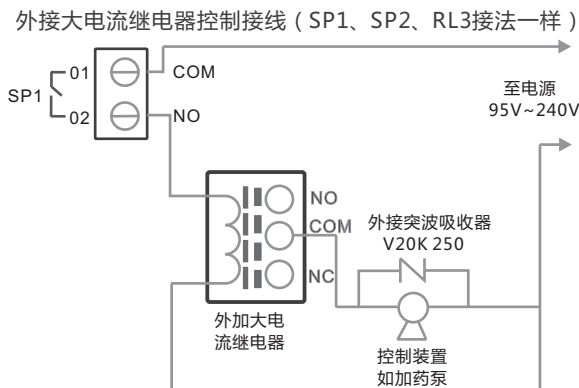 外接大电流继电器控制接线（SP1、SP2、RL3接法一样）
01
COM
SP1
02
NO
至电源
95V~240V
NO
COM
NC
外接突波吸收器
V20K 250
外加大电
流继电器
控制装置
如加药泵